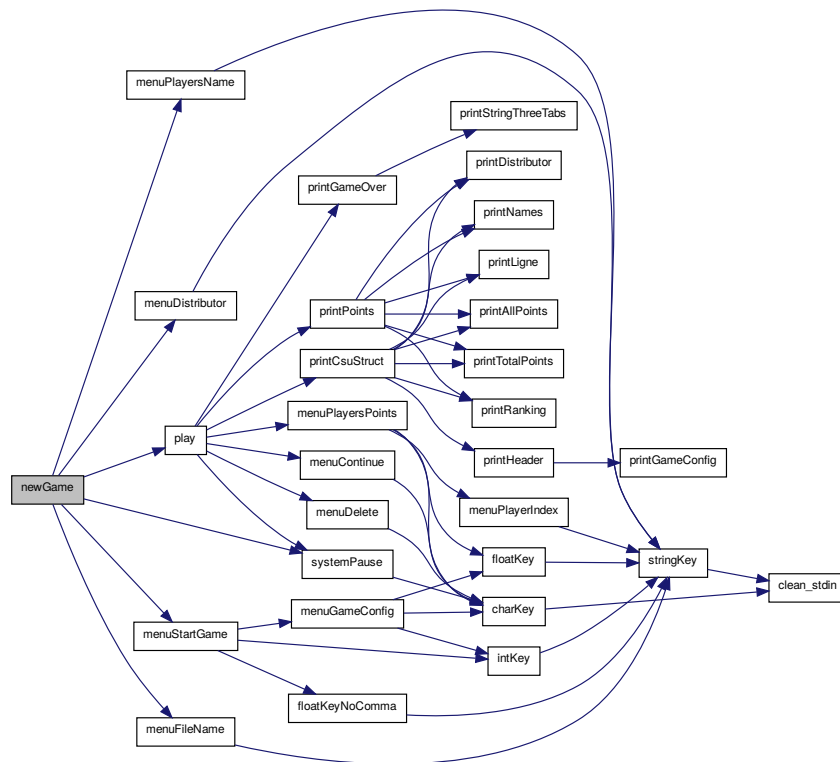 menuPlayersName
printStringThreeTabs
printDistributor
printGameOver
printNames
printLigne
menuDistributor
printPoints
printAllPoints
printCsuStruct
printTotalPoints
menuPlayersPoints
printRanking
play
menuContinue
printHeader
printGameConfig
newGame
menuDelete
menuPlayerIndex
systemPause
floatKey
stringKey
clean_stdin
menuGameConfig
charKey
menuStartGame
intKey
floatKeyNoComma
menuFileName